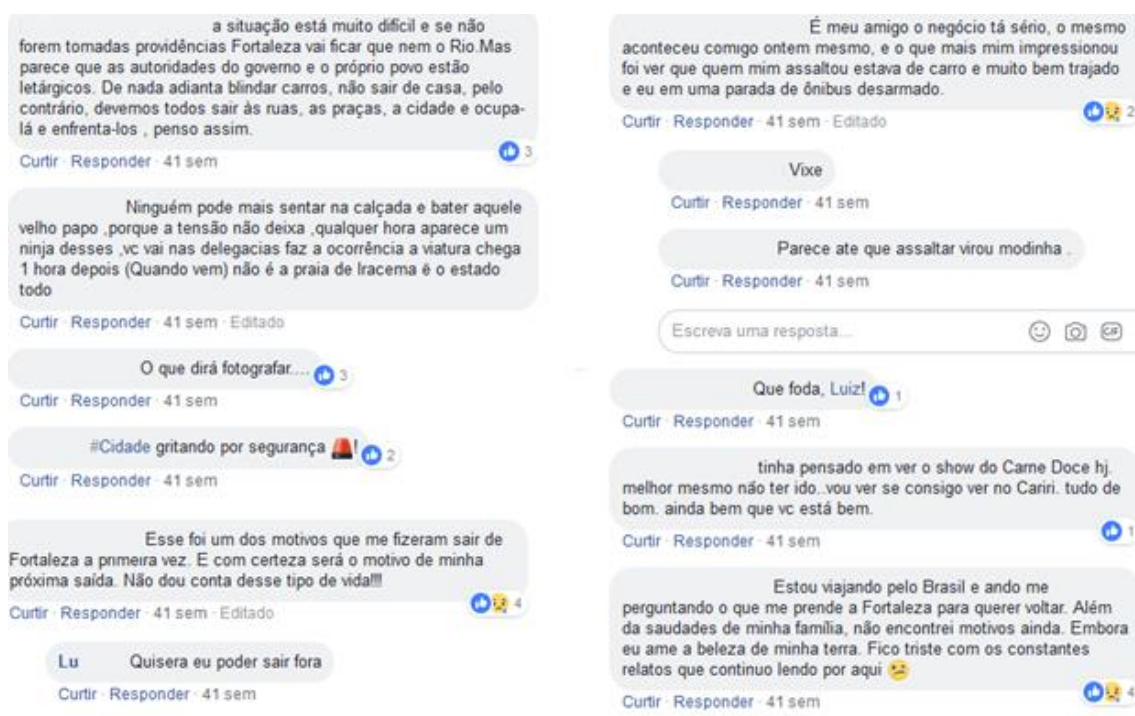 a situação está muito difícil e se não
forem tomadas providências Fortaleza vai ficar que nem o Rio.Mas
parece que as autoridades do governo e o próprio povo estão
letárgicos. De nada adianta blindar carros, não sair de casa, pelo
contrário, devemos todos sair às ruas, as praças, a cidade e ocupa-
lá e enfrenta-los , penso assim.
3
Curtir · Responder · 41 sem
Ninguém pode mais sentar na calçada e bater aquele
velho papo ,porque a tensão não deixa ,qualquer hora aparece um
ninja desses ,vc vai nas delegacias faz a ocorrência a viatura chega
1 hora depois (Quando vem) não é a praia de Iracema ë o estado
todo
Curtir · Responder · 41 sem · Editado
O que dirá fotografar.... 3
Curtir · Responder · 41 sem
#Cidade gritando por segurança 🚨! 2
Curtir · Responder · 41 sem
Esse foi um dos motivos que me fizeram sair de
Fortaleza a primeira vez. E com certeza será o motivo de minha
próxima saída. Não dou conta desse tipo de vida!!!
4
Curtir · Responder · 41 sem · Editado
Lu Quisera eu poder sair fora
Curtir · Responder · 41 sem
É meu amigo o negócio tá sério, o mesmo
aconteceu comigo ontem mesmo, e o que mais mim impressionou
foi ver que quem mim assaltou estava de carro e muito bem trajado
e eu em uma parada de ônibus desarmado.
2
Curtir · Responder · 41 sem · Editado
Vixe
Curtir · Responder · 41 sem
Parece ate que assaltar virou modinha .
Curtir · Responder · 41 sem
Escreva uma resposta... GIF
Que foda, Luiz! 1
Curtir · Responder · 41 sem
tinha pensado em ver o show do Carne Doce hj.
melhor mesmo não ter ido..vou ver se consigo ver no Cariri. tudo de
bom. ainda bem que vc está bem.
1
Curtir · Responder · 41 sem
Estou viajando pelo Brasil e ando me
perguntando o que me prende a Fortaleza para querer voltar. Além
da saudades de minha família, não encontrei motivos ainda. Embora
eu ame a beleza de minha terra. Fico triste com os constantes
relatos que continuo lendo por aqui 😕
4
Curtir · Responder · 41 sem